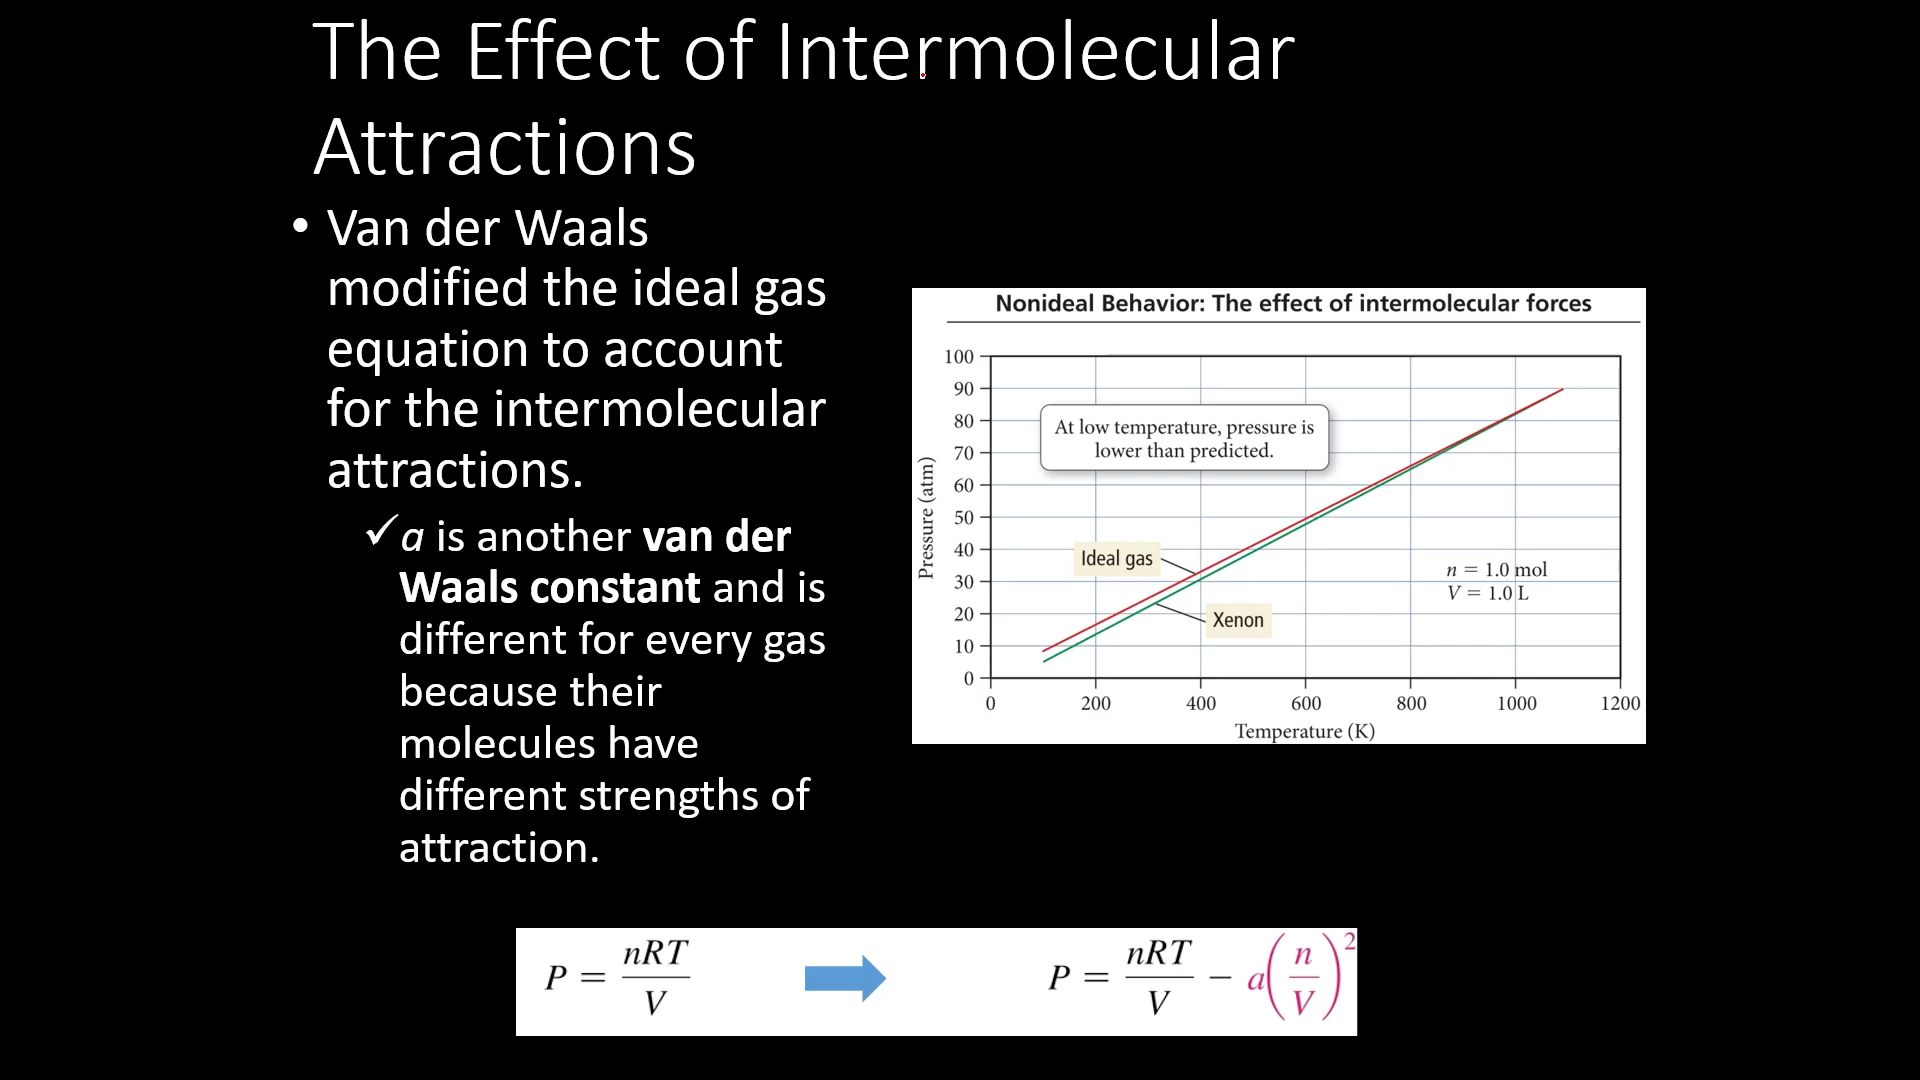 The Effect of Intermolecular
Attractions
• Van der Waals
modified the ideal gas
equation to account
for the intermolecular
attractions.
✓a is another van der
Waals constant and is
different for every gas
because their
molecules have
different strengths of
attraction.
Nonideal Behavior: The effect of intermolecular forces
100
90
80
70
60
50
40
30
20
10
0
Pressure (atm)
At low temperature, pressure is
lower than predicted.
Ideal gas
Xenon
n = 1.0 mol
V = 1.0 L
0 200 400 600 800 1000 1200
Temperature (K)
P = nRT/V
P = nRT/V − a(n/V)²